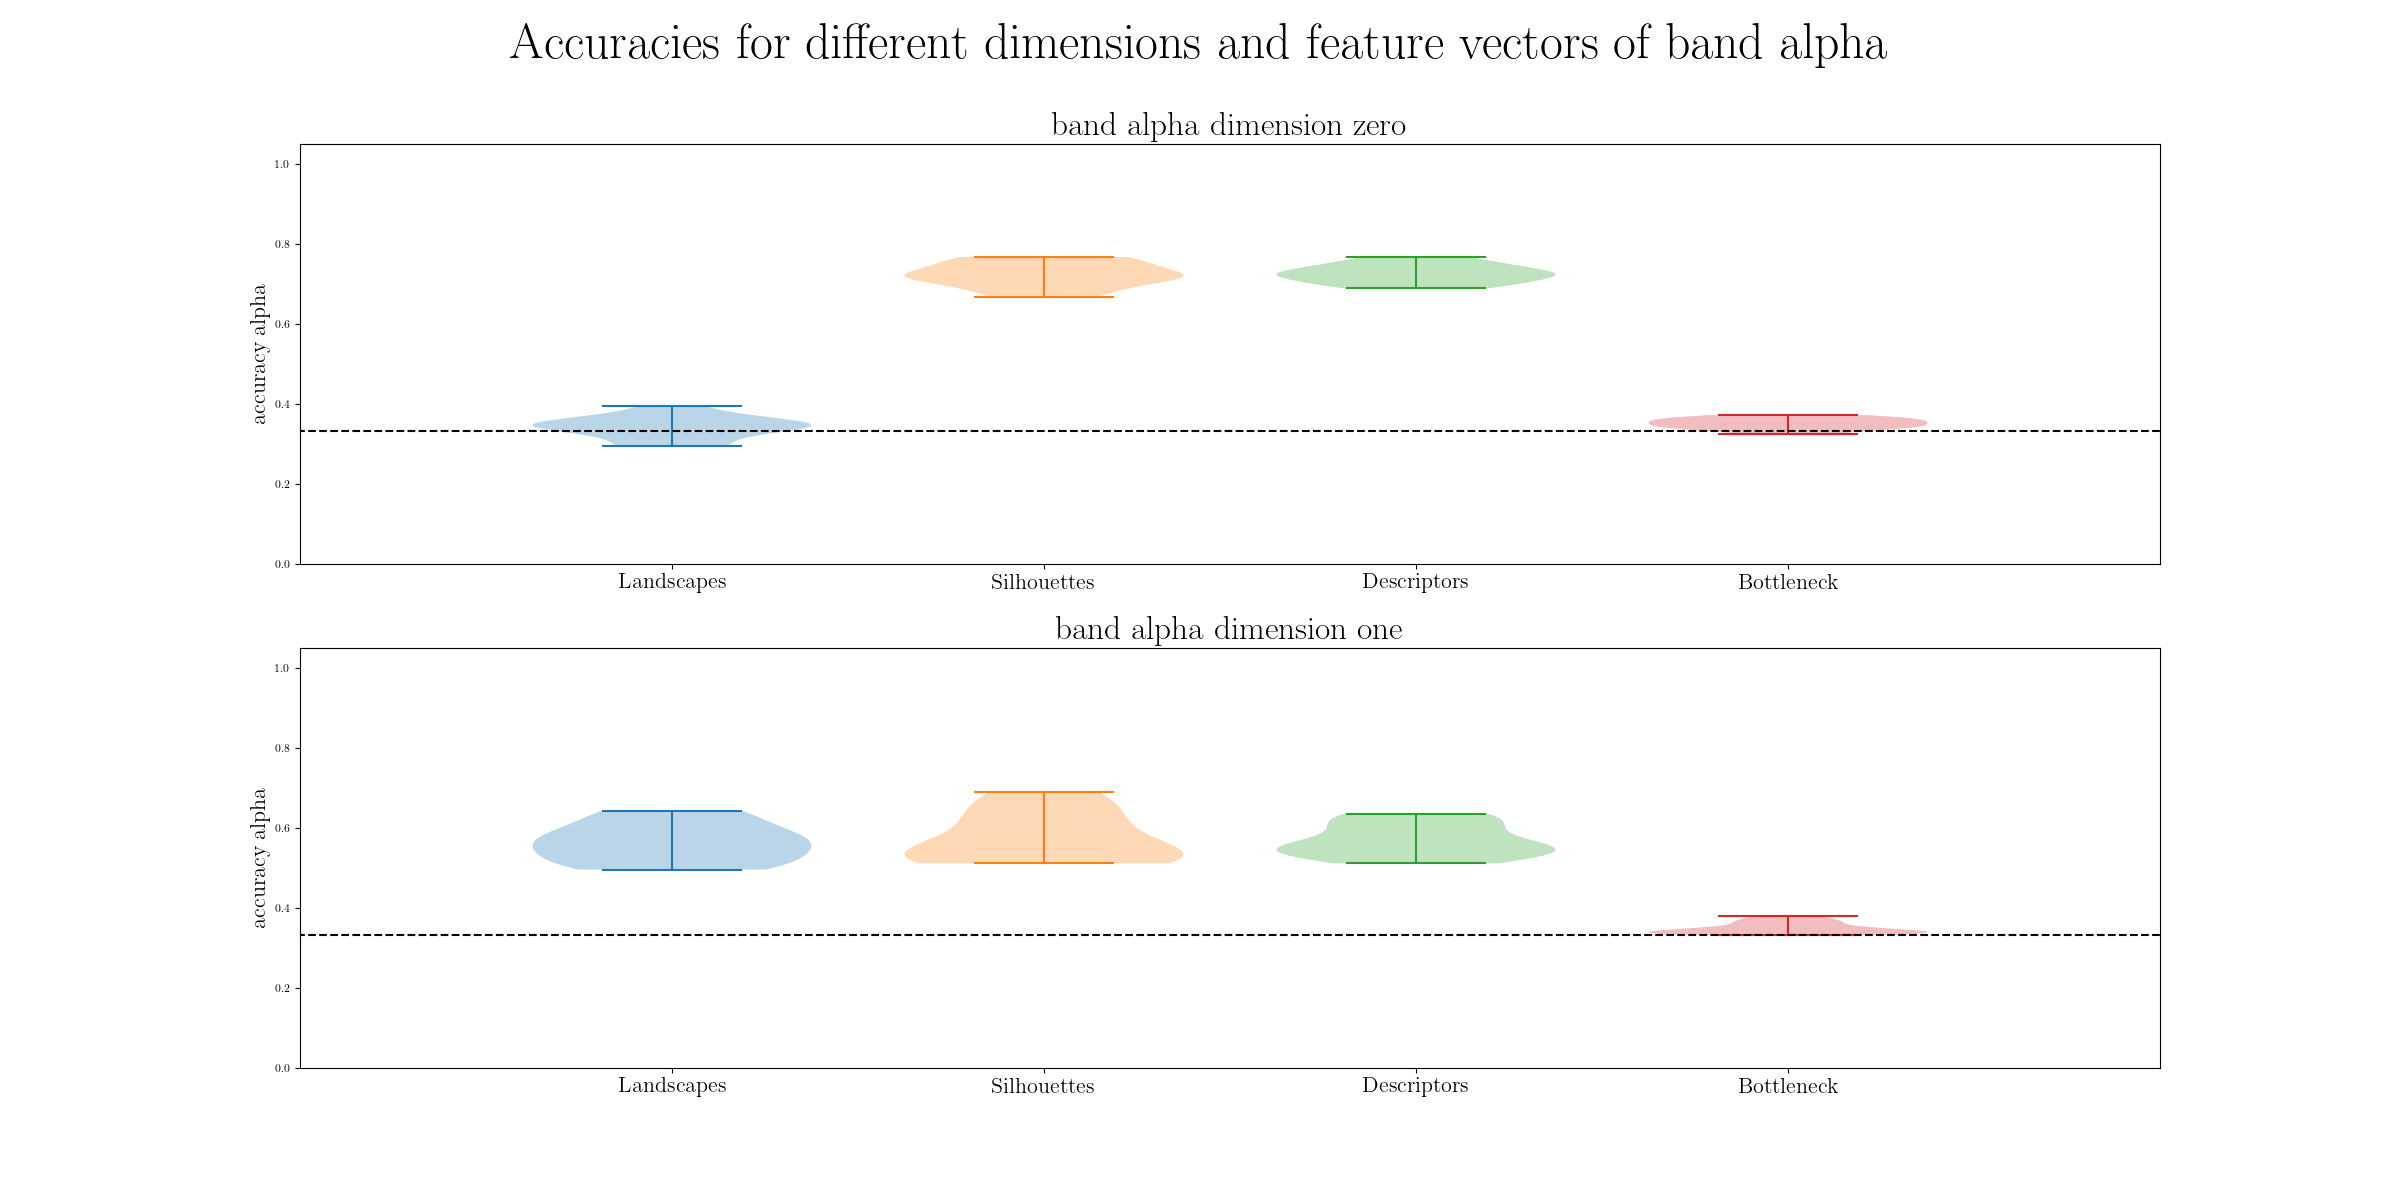 Accuracies for different dimensions and feature vectors of band alpha
band alpha dimension zero
1.0
0.8
0.6
0.4
0.2
0.0
accuracy alpha
Landscapes Silhouettes Descriptors Bottleneck
band alpha dimension one
1.0
0.8
0.6
0.4
0.2
0.0
accuracy alpha
Landscapes Silhouettes Descriptors Bottleneck